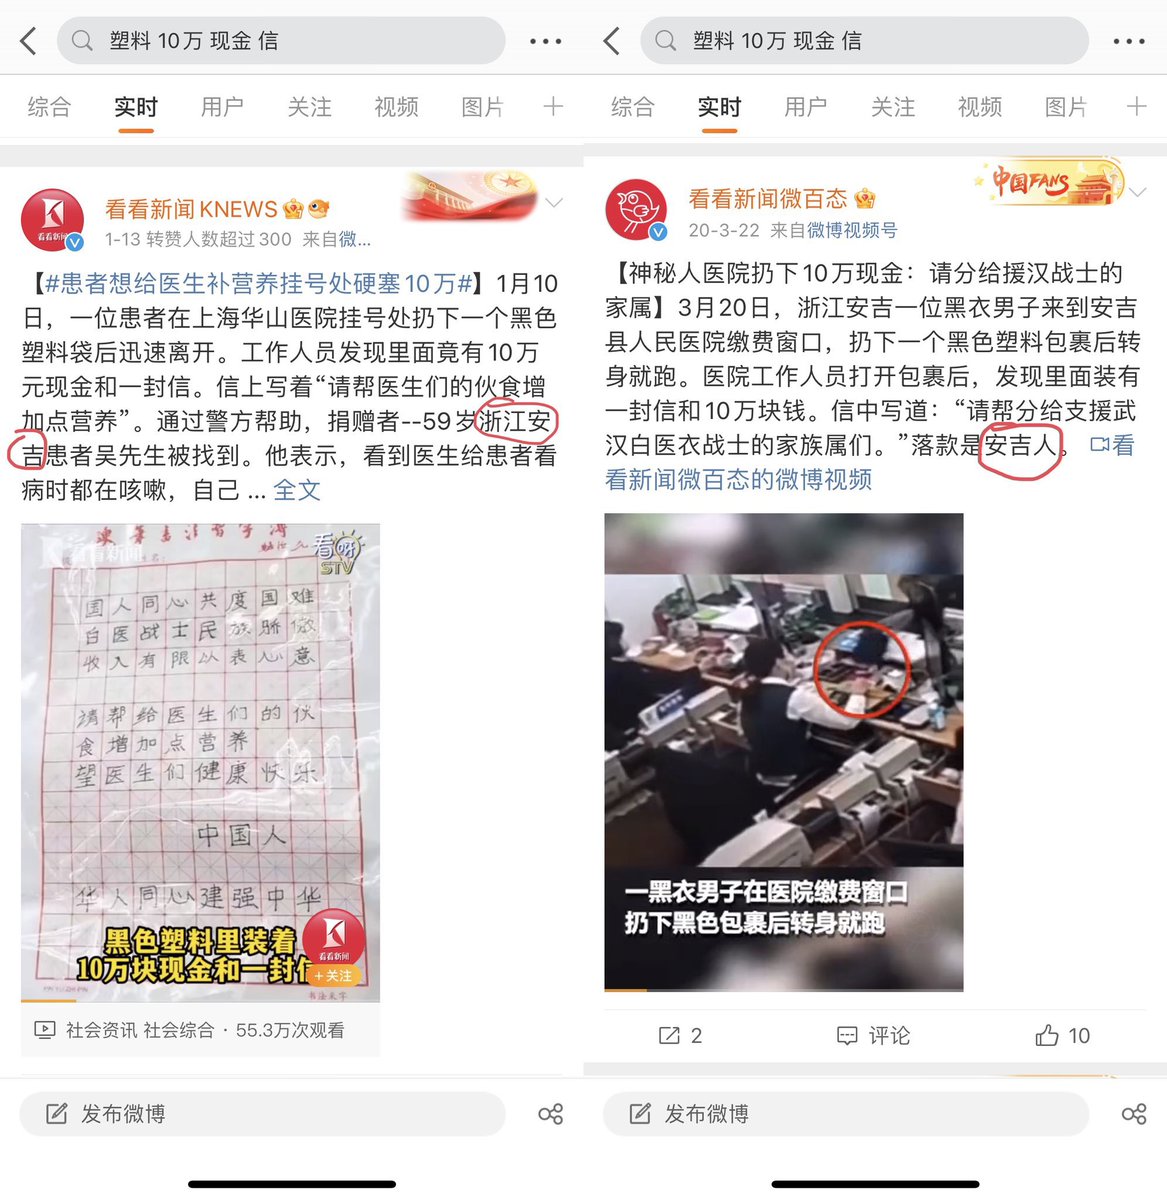 塑料 10万 现金 信
综合 实时 用户 关注 视频 图片
看看新闻KNEWS
1-13 转赞人数超过300 来自微...
【#患者想给医生补营养挂号处硬塞10万#】1月10
日，一位患者在上海华山医院挂号处扔下一个黑色
塑料袋后迅速离开。工作人员发现里面竟有10万
元现金和一封信。信上写着“请帮医生们的伙食增
加点营养”。通过警方帮助，捐赠者--59岁浙江安
吉患者吴先生被找到。他表示，看到医生给患者看
病时都在咳嗽，自己 ... 全文
看看新闻
看呀
STV
国人同心共度国难
白医战士民族骄傲
收入有限以表心意
请帮给医生们的伙
食增加点营养
望医生们健康快乐
中国人
华人同心建强中华
黑色塑料里装着
10万块现金和一封信
看看新闻
+关注
社会资讯 社会综合 · 55.3万次观看
发布微博
塑料 10万 现金 信
综合 实时 用户 关注 视频 图片
看看新闻微百态
中国FANS
20-3-22 来自微博视频号
【神秘人医院扔下10万现金：请分给援汉战士的
家属】3月20日，浙江安吉一位黑衣男子来到安吉
县人民医院缴费窗口，扔下一个黑色塑料包裹后转
身就跑。医院工作人员打开包裹后，发现里面装有
一封信和10万块钱。信中写道：“请帮分给支援武
汉白医衣战士的家族属们。”落款是安吉人。 看
看新闻微百态的微博视频
一黑衣男子在医院缴费窗口
扔下黑色包裹后转身就跑
2 评论 10
发布微博